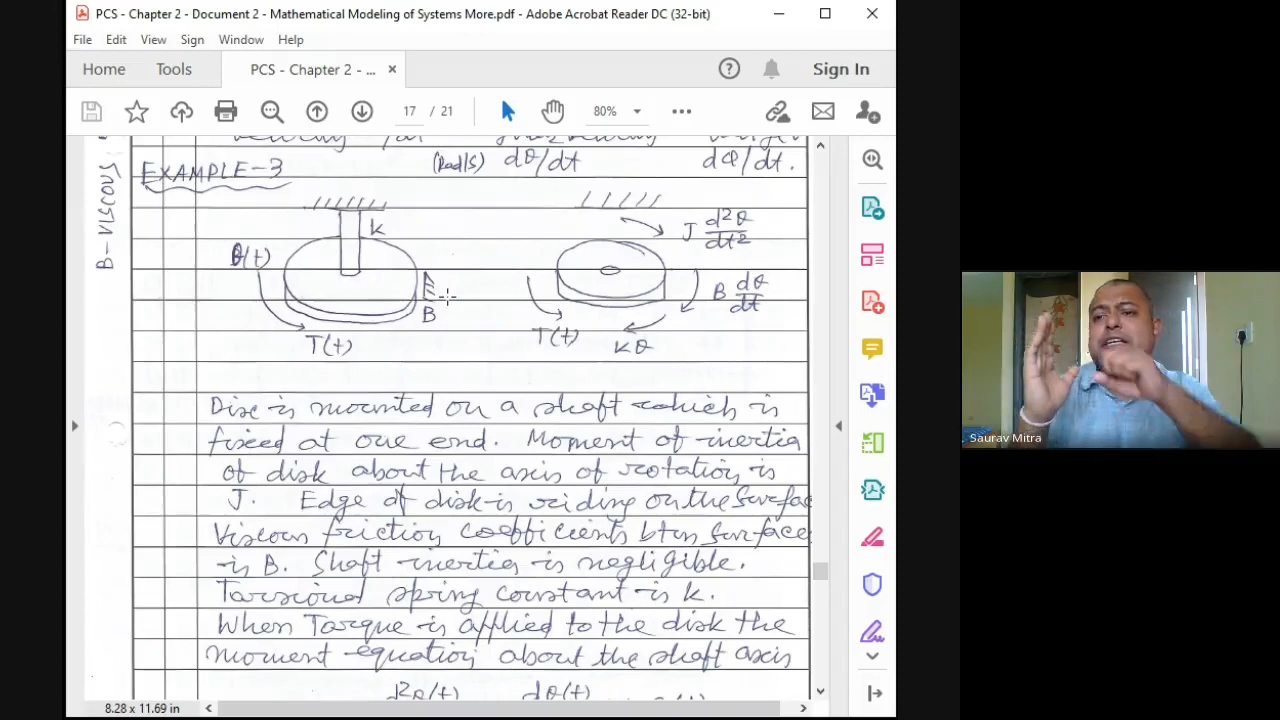 PCS - Chapter 2 - Document 2 - Mathematical Modeling of Systems More.pdf - Adobe Acrobat Reader DC (32-bit)
File Edit View Sign Window Help
Home Tools PCS - Chapter 2 - ... × Sign In
17 / 21 80%
(Rad/s) dθ/dt dθ/dt.
B - VISCOUS
EXAMPLE-3
K
θ(t)
B
T(t)
J d²θ/dt²
B dθ/dt
T(t)
Kθ
Disc is mounted on a shaft which is
fixed at one end. Moment of inertia
of disk about the axis of rotation is
J. Edge of disk is riding on the surfac
Viscous friction coefficients btwn surface
is B. Shaft inertia is negligible.
Torsional spring constant is K.
When Torque is applied to the disk the
moment equation about the shaft axis
d²θ(t) dθ(t)
8.28 x 11.69 in
Saurav Mitra